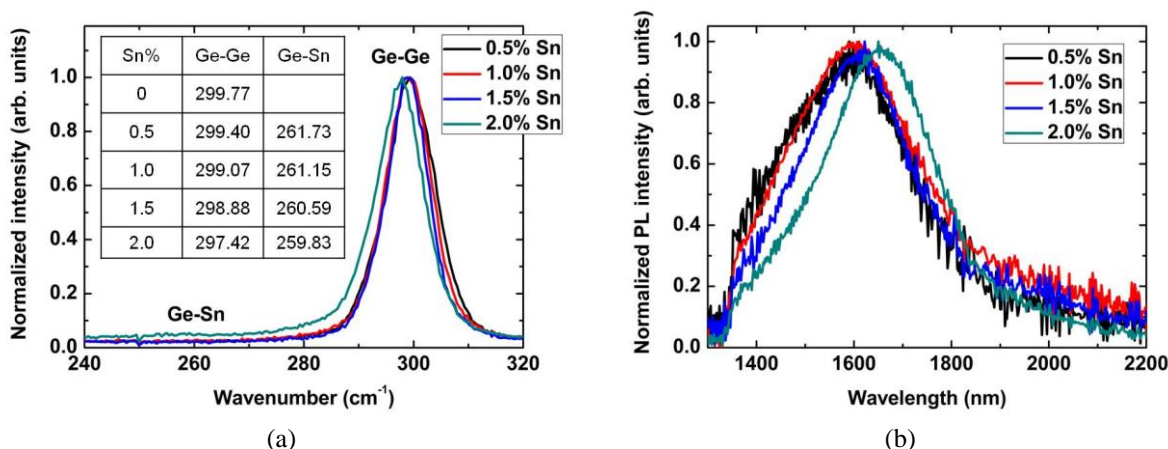 Normalized intensity (arb. units)
1.0
0.8
0.6
0.4
0.2
0.0
Sn% Ge-Ge Ge-Sn
0 299.77
0.5 299.40 261.73
1.0 299.07 261.15
1.5 298.88 260.59
2.0 297.42 259.83
Ge-Ge
Ge-Sn
0.5% Sn
1.0% Sn
1.5% Sn
2.0% Sn
240 260 280 300 320
Wavenumber (cm⁻¹)
(a)
Normalized PL intensity (arb. units)
1.0
0.8
0.6
0.4
0.2
0.0
0.5% Sn
1.0% Sn
1.5% Sn
2.0% Sn
1400 1600 1800 2000 2200
Wavelength (nm)
(b)